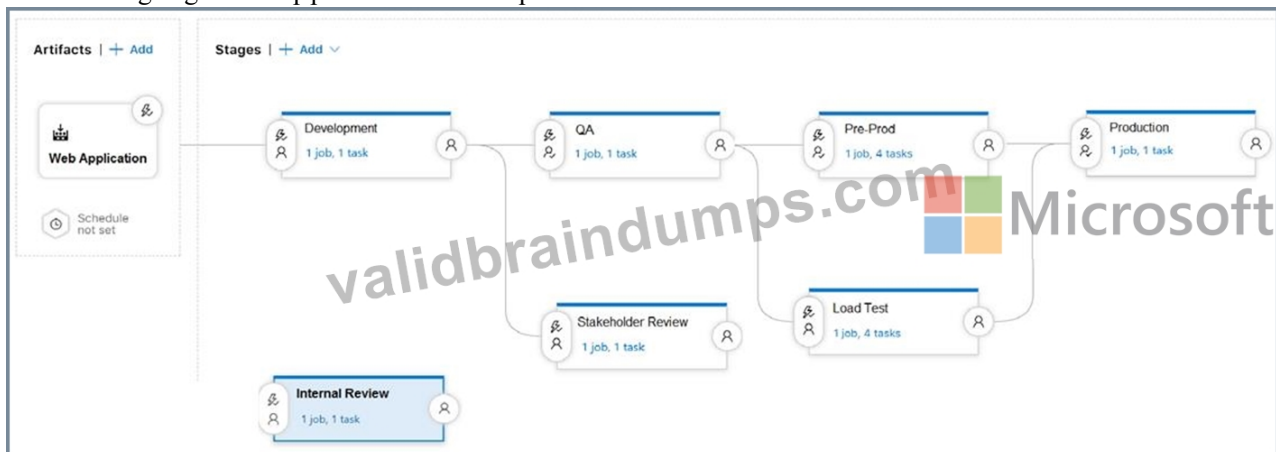 Artifacts | + Add
Stages | + Add
Web Application
Schedule
not set
Development
1 job, 1 task
QA
1 job, 1 task
Pre-Prod
1 job, 4 tasks
Production
1 job, 1 task
Stakeholder Review
1 job, 1 task
Load Test
1 job, 4 tasks
Internal Review
1 job, 1 task
validbraindumps.com
Microsoft